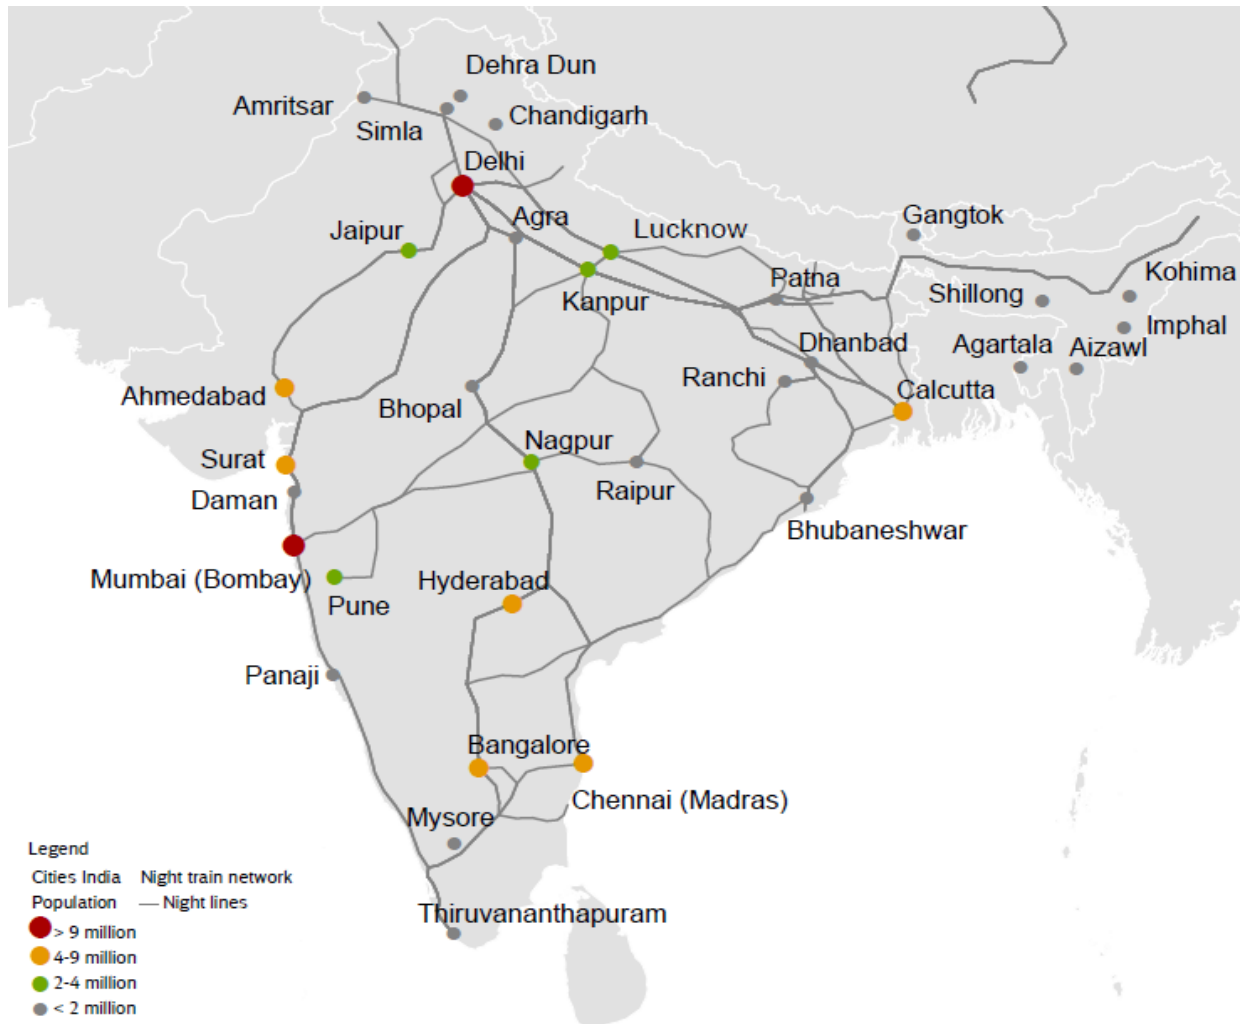 Dehra Dun
Amritsar
Simla
Chandigarh
Delhi
Jaipur
Agra
Lucknow
Gangtok
Kanpur
Patna
Shillong
Kohima
Imphal
Dhanbad
Agartala
Aizawl
Ranchi
Calcutta
Ahmedabad
Bhopal
Surat
Nagpur
Daman
Raipur
Bhubaneshwar
Mumbai (Bombay)
Hyderabad
Pune
Panaji
Bangalore
Chennai (Madras)
Mysore
Thiruvananthapuram
Legend
Cities India Night train network
Population — Night lines
> 9 million
4-9 million
2-4 million
< 2 million